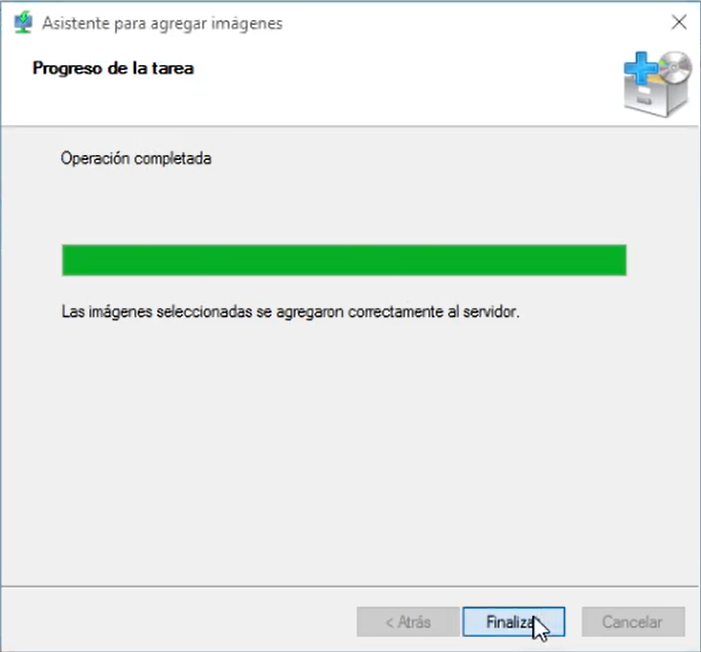 Asistente para agregar imágenes
Progreso de la tarea
Operación completada
Las imágenes seleccionadas se agregaron correctamente al servidor.
< Atrás
Finaliza
Cancelar